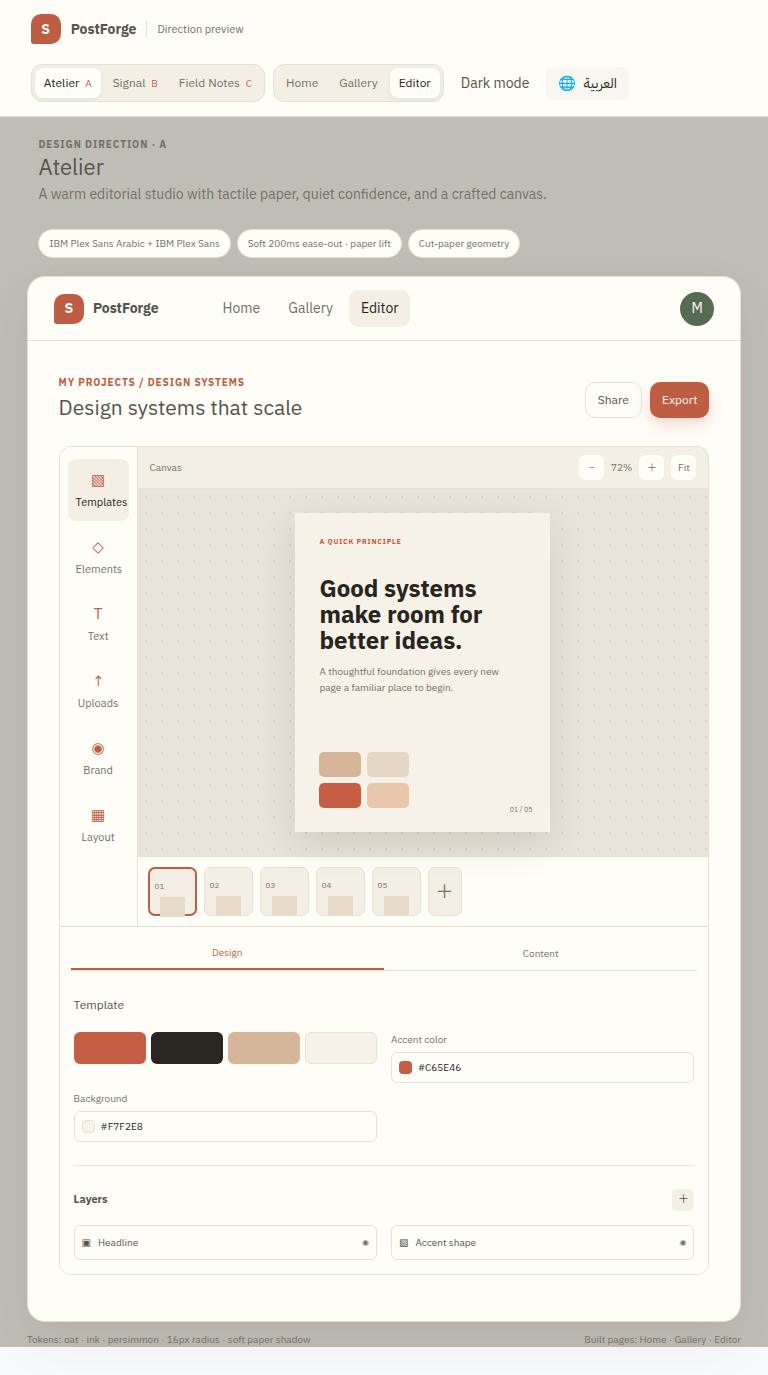 S PostForge Direction preview
Atelier A Signal B Field Notes C Home Gallery Editor Dark mode 🌐 العربية
DESIGN DIRECTION · A
Atelier
A warm editorial studio with tactile paper, quiet confidence, and a crafted canvas.
IBM Plex Sans Arabic + IBM Plex Sans Soft 200ms ease-out · paper lift Cut-paper geometry
S PostForge Home Gallery Editor M
MY PROJECTS / DESIGN SYSTEMS
Design systems that scale
Share Export
Templates
Elements
T
Text
Uploads
Brand
Layout
Canvas − 72% + Fit
A QUICK PRINCIPLE
Good systems
make room for
better ideas.
A thoughtful foundation gives every new
page a familiar place to begin.
01 / 05
01 02 03 04 05 +
Design Content
Template
Accent color
#C65E46
Background
#F7F2E8
Layers +
Headline Accent shape
Tokens: oat · ink · persimmon · 16px radius · soft paper shadow Built pages: Home · Gallery · Editor